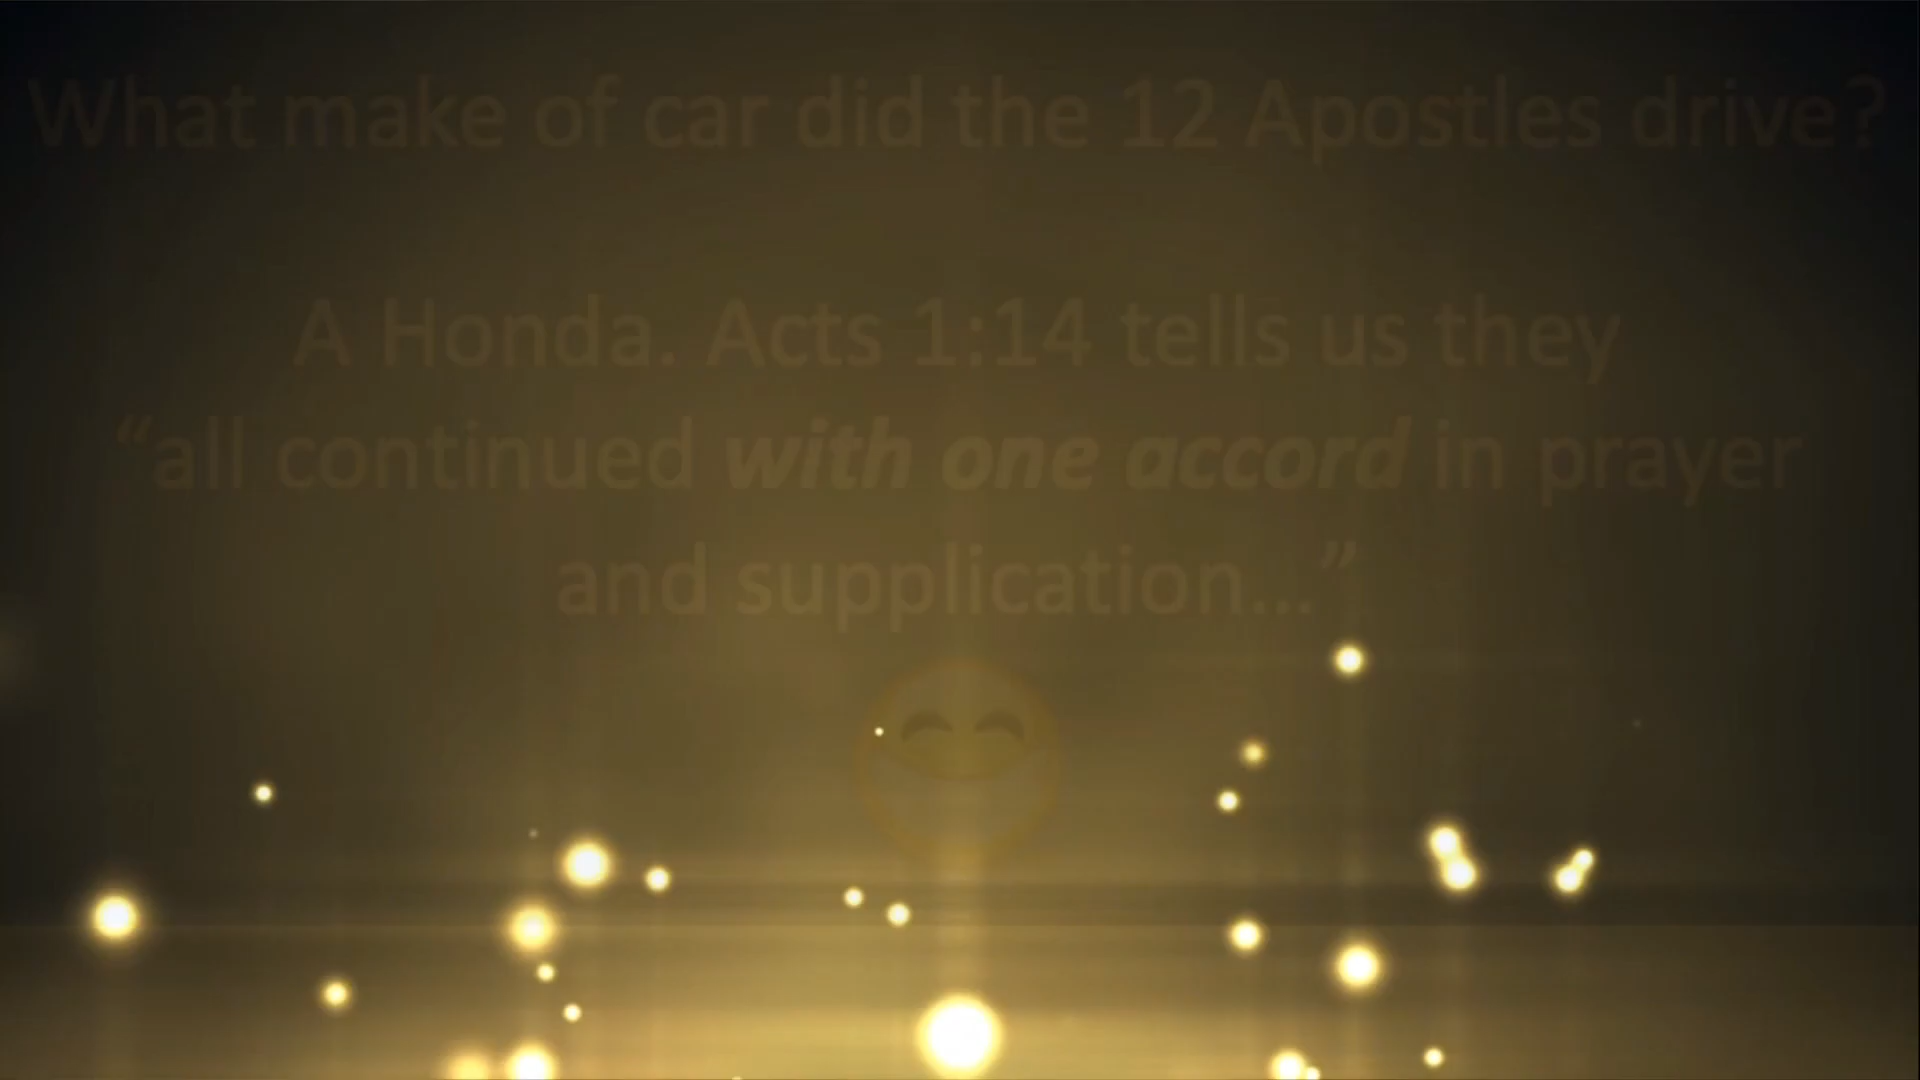 What make of car did the 12 Apostles drive?
A Honda. Acts 1:14 tells us they
“all continued with one accord in prayer
and supplication...”